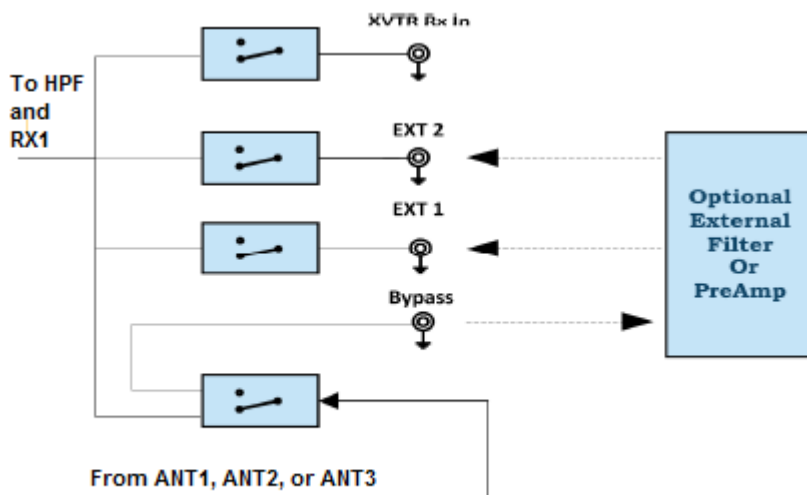 XVTR Rx In
To HPF
and
RX1
EXT 2
EXT 1
Bypass
Optional
External
Filter
Or
PreAmp
From ANT1, ANT2, or ANT3